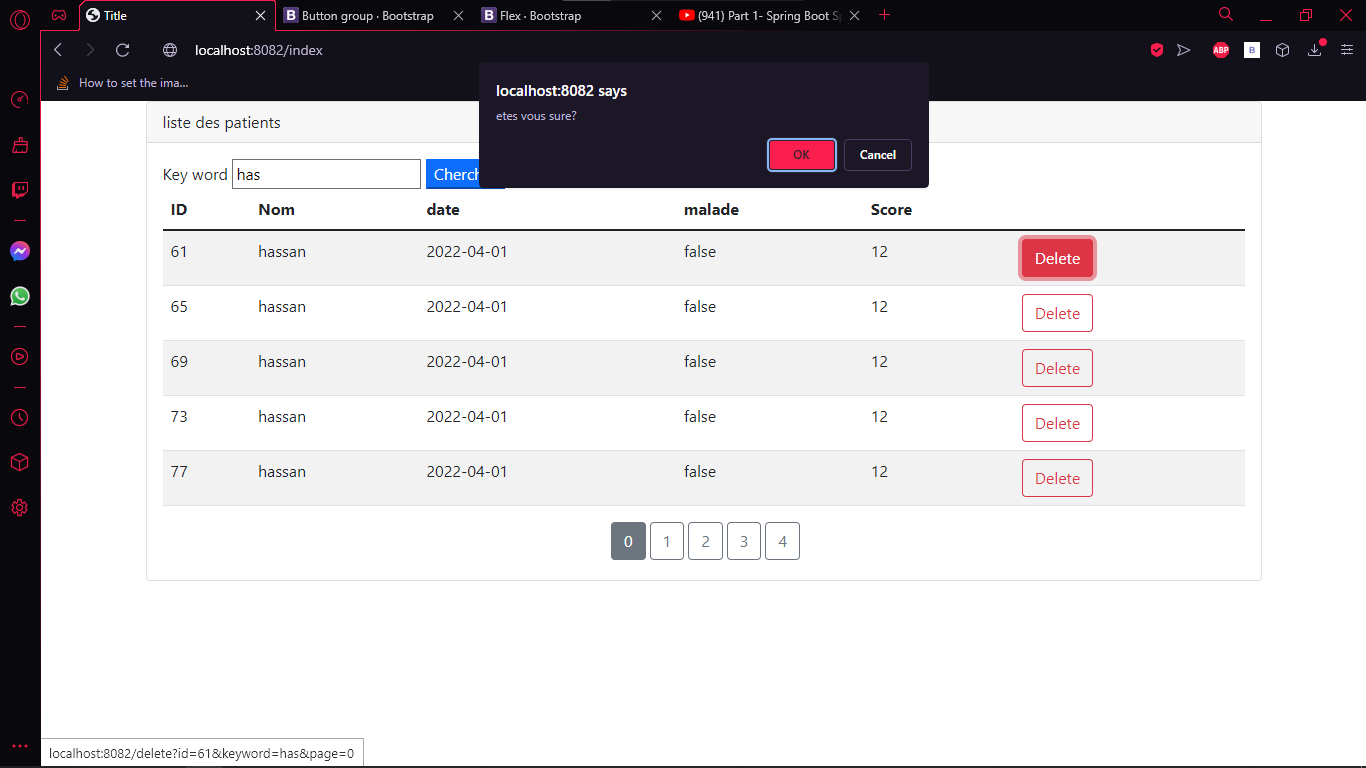 Title
Button group · Bootstrap
Flex · Bootstrap
(941) Part 1- Spring Boot S
localhost:8082/index
ABP
B
How to set the ima...
localhost:8082 says
etes vous sure?
OK
Cancel
liste des patients
Key word has Cherch
ID Nom date malade Score
61 hassan 2022-04-01 false 12 Delete
65 hassan 2022-04-01 false 12 Delete
69 hassan 2022-04-01 false 12 Delete
73 hassan 2022-04-01 false 12 Delete
77 hassan 2022-04-01 false 12 Delete
0 1 2 3 4
localhost:8082/delete?id=61&keyword=has&page=0